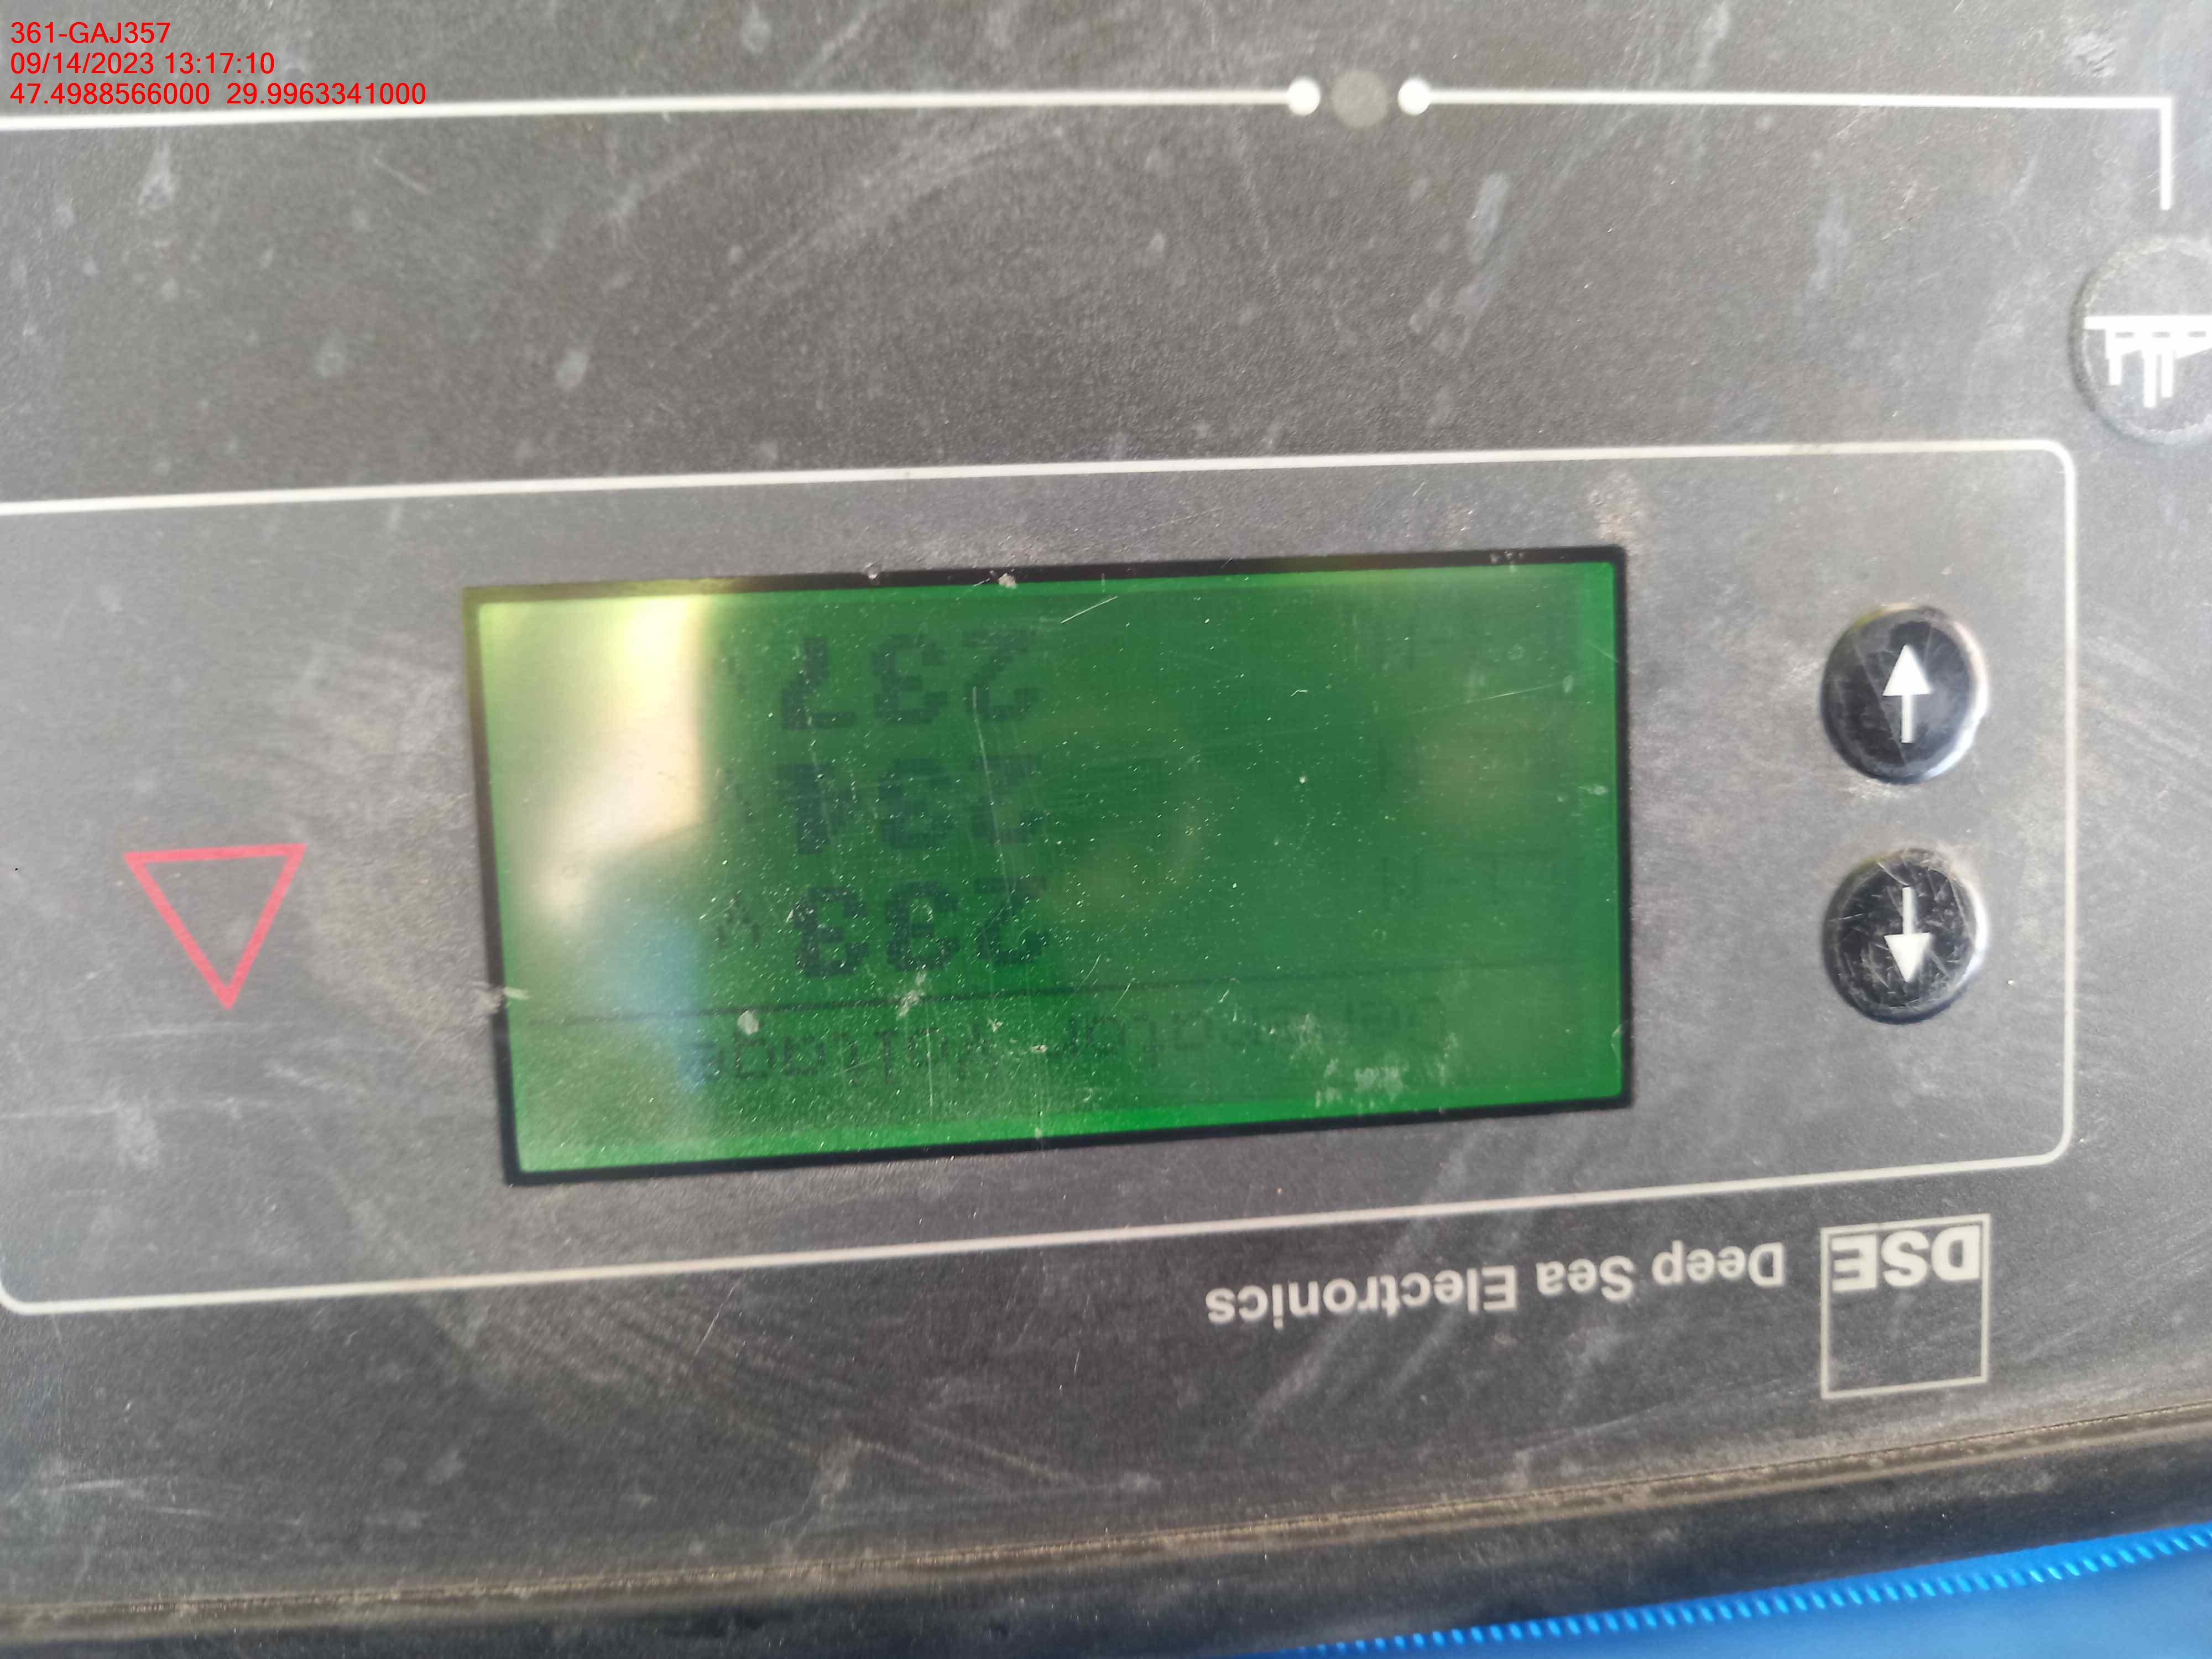 361-GAJ357
09/14/2023 13:17:10
47.4988566000 29.9963341000
DSE Deep Sea Electronics
Generator Voltage
233 V
234
237